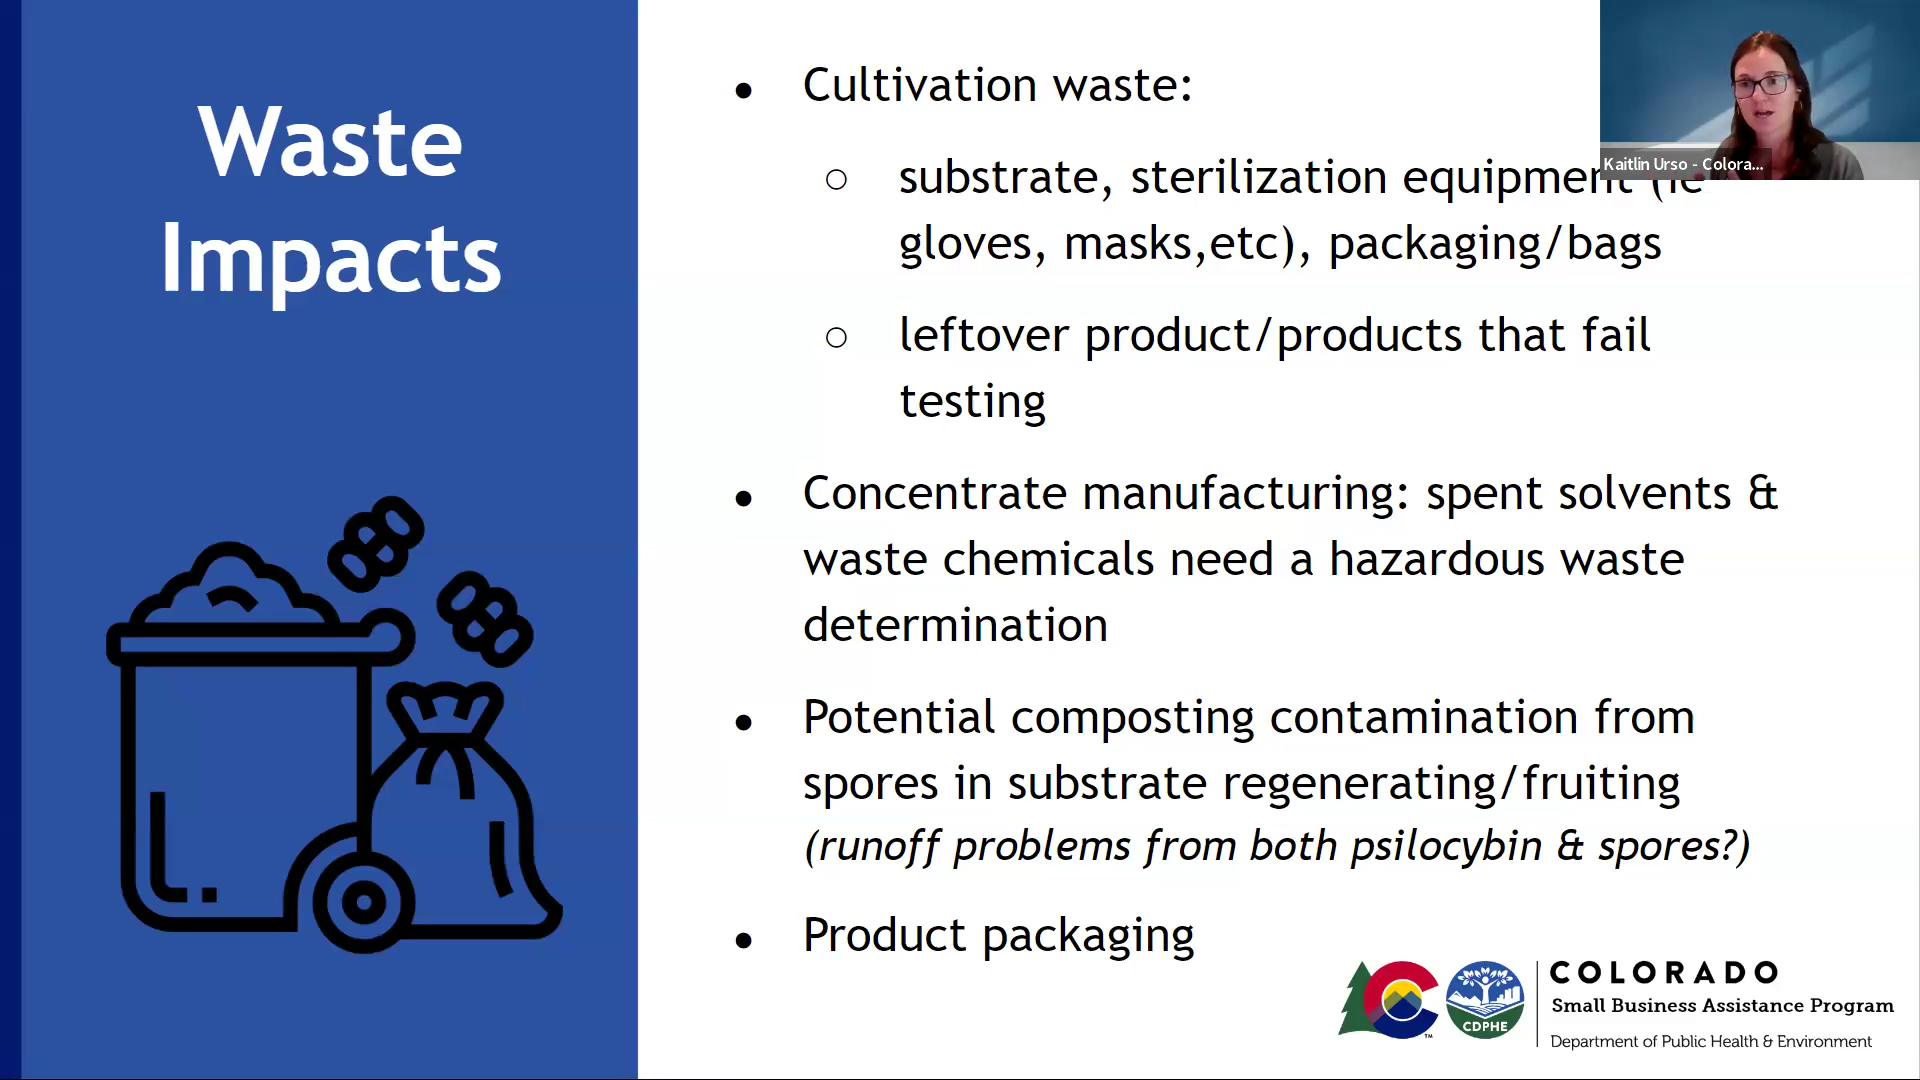 Waste
Impacts
Cultivation waste:
substrate, sterilization equipment (ie
gloves, masks,etc), packaging/bags
leftover product/products that fail
testing
Concentrate manufacturing: spent solvents &
waste chemicals need a hazardous waste
determination
Potential composting contamination from
spores in substrate regenerating/fruiting
(runoff problems from both psilocybin & spores?)
Product packaging
Kaitlin Urso - Colora...
CDPHE
TM
COLORADO
Small Business Assistance Program
Department of Public Health & Environment